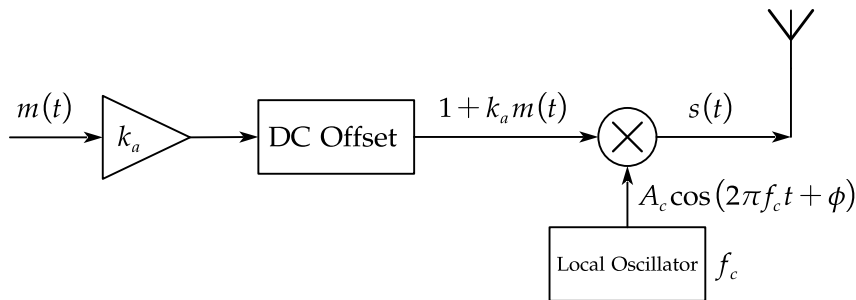 m(t)
k_a
DC Offset
1 + k_a m(t)
s(t)
A_c cos(2πf_c t + ϕ)
Local Oscillator
f_c